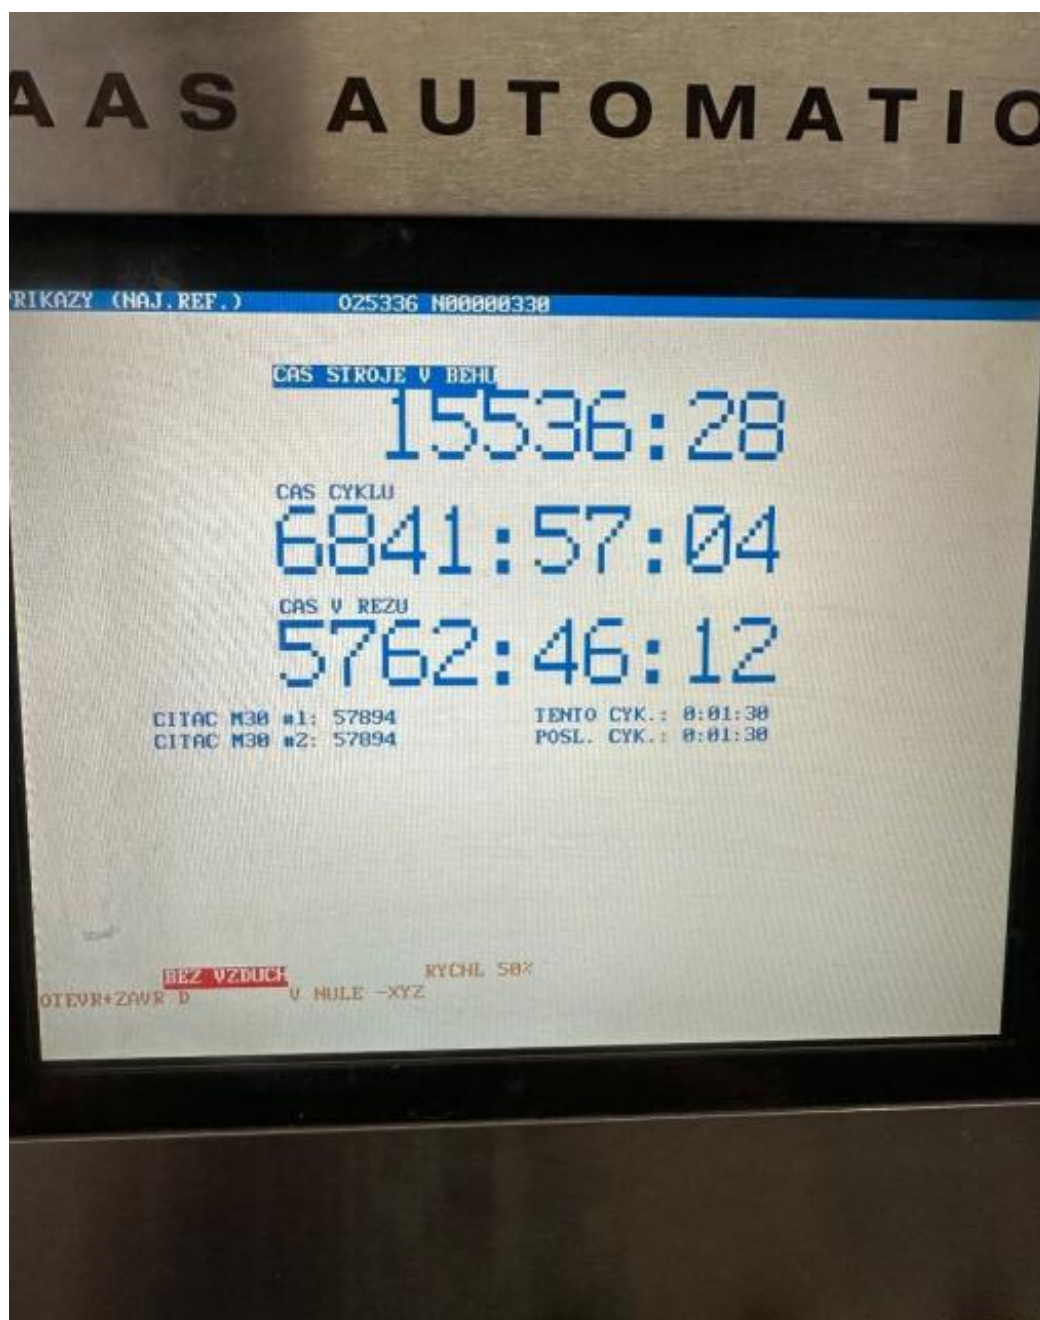 AAS AUTOMATIO
RIKAZY (NAJ.REF.) O25336 N00000330
CAS STROJE V BEHU
15536:28
CAS CYKLU
6841:57:04
CAS V REZU
5762:46:12
CITAC M30 #1: 57894 TENTO CYK.: 0:01:30
CITAC M30 #2: 57894 POSL. CYK.: 0:01:30
BEZ VZDUCH RYCHL 50%
OTEVR+ZAVR D V NULE -XYZ